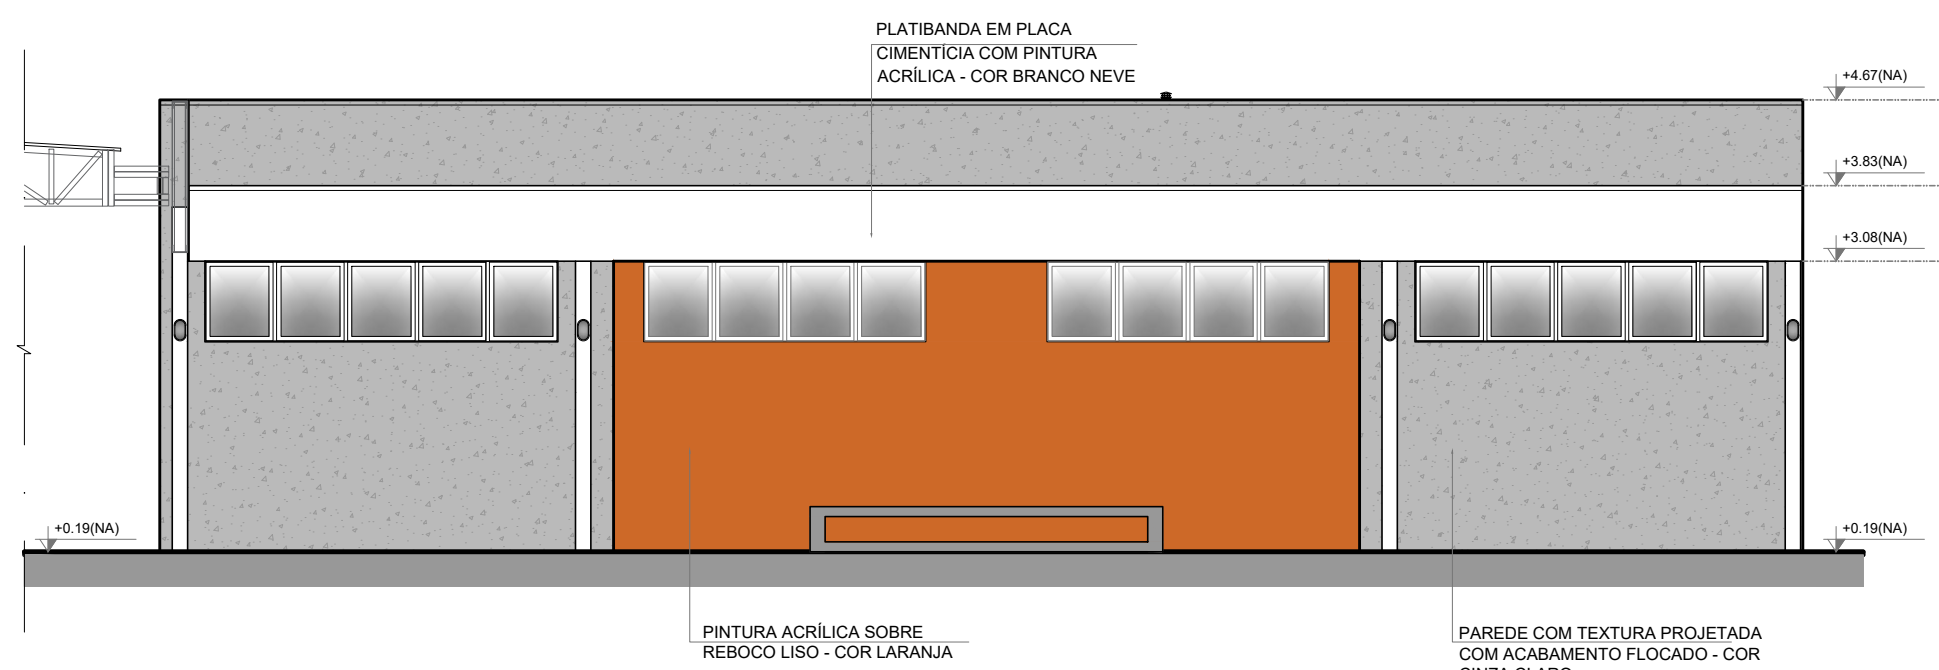 PLATIBANDA EM PLACA
CIMENTÍCIA COM PINTURA
ACRÍLICA - COR BRANCO NEVE
+4.67(NA)
+3.83(NA)
+3.08(NA)
+0.19(NA)
+0.19(NA)
PINTURA ACRÍLICA SOBRE
REBOCO LISO - COR LARANJA
PAREDE COM TEXTURA PROJETADA
COM ACABAMENTO FLOCADO - COR
CINZA CLARO